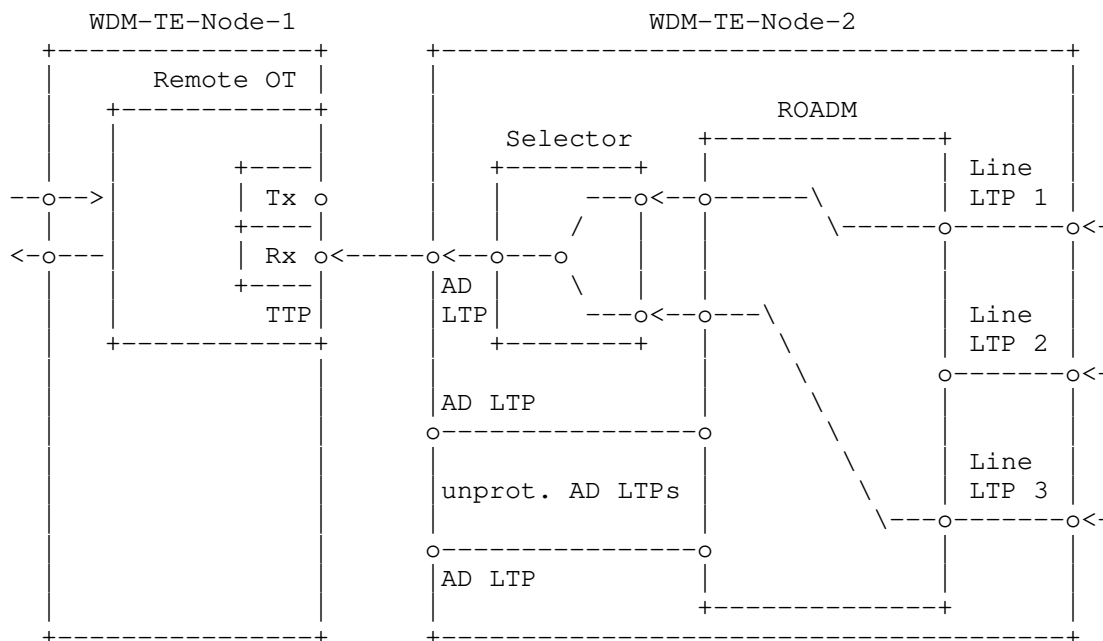 WDM-TE-Node-1 WDM-TE-Node-2
Remote OT
ROADM
Selector
Line
Tx LTP 1
Rx
AD
TTP LTP Line
LTP 2
AD LTP
Line
unprot. AD LTPs LTP 3
AD LTP